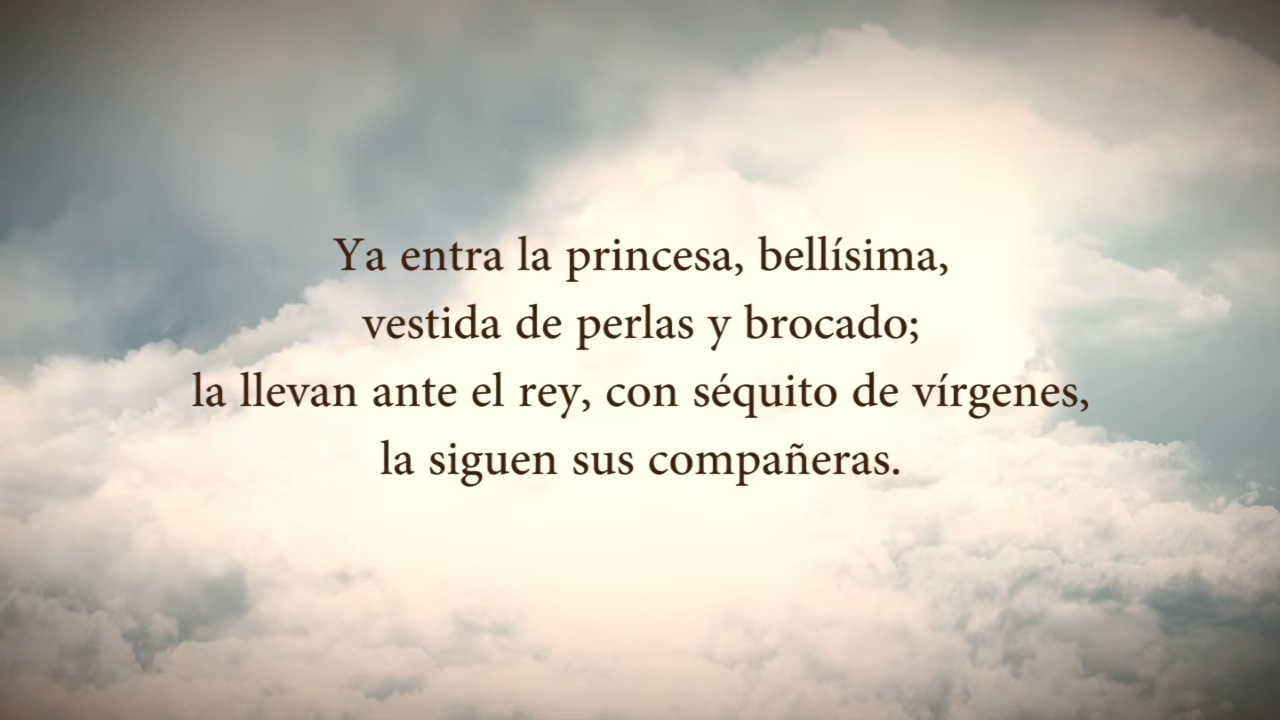 Ya entra la princesa, bellísima,
vestida de perlas y brocado;
la llevan ante el rey, con séquito de vírgenes,
la siguen sus compañeras.